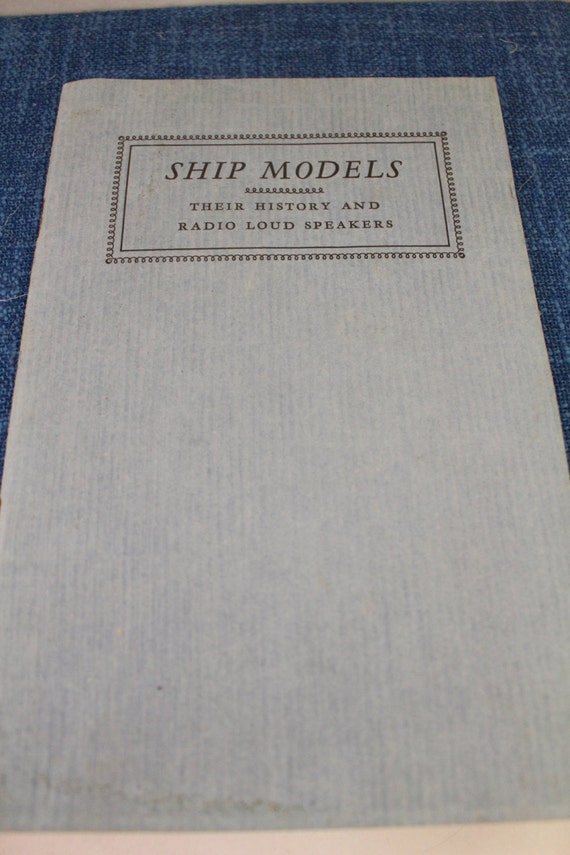 SHIP MODELS
THEIR HISTORY AND
RADIO LOUD SPEAKERS